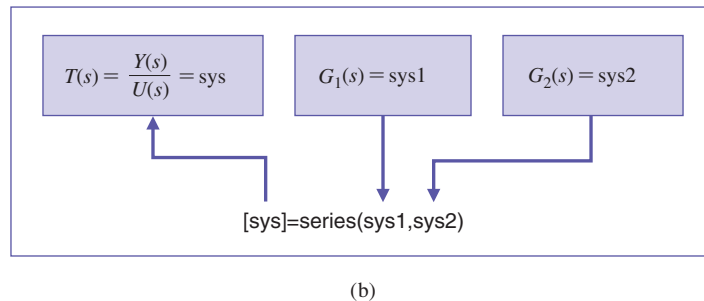 T(s) = Y(s)/U(s) = sys
G₁(s) = sys1
G₂(s) = sys2
[sys]=series(sys1,sys2)
(b)